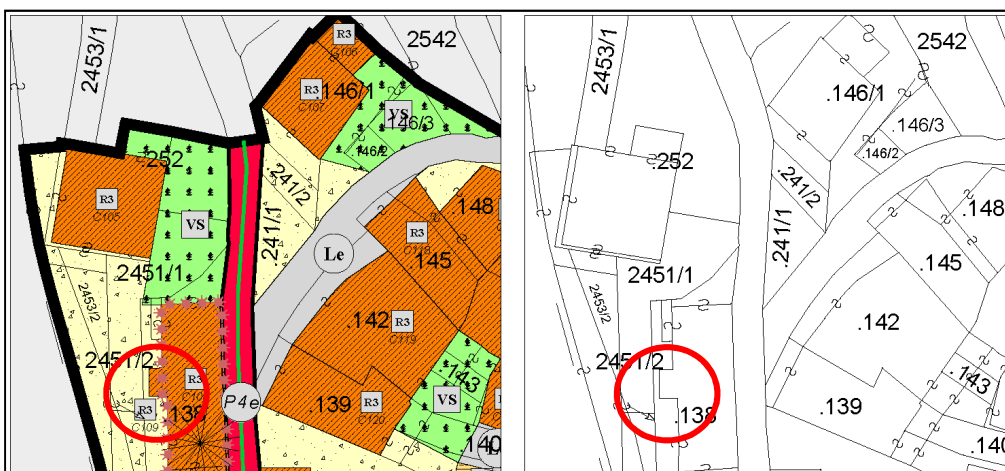 2453/1
R3
C106
2542
R3
C107
.146/1
VS
.146/3
.146/2
.252
R3
C105
.241/2
VS
.241/1
.148
R3
C118
.145
Le
2451/1
2453/2
.142
R3
C119
2451/2
R3
R3
C109
.138
P4e
.139
R3
C120
VS
.143
.140
2453/1
2542
.146/1
.146/3
.146/2
.252
.241/2
.148
.241/1
.145
2451/1
2453/2
.142
2451/2
.143
.138
.139
.140